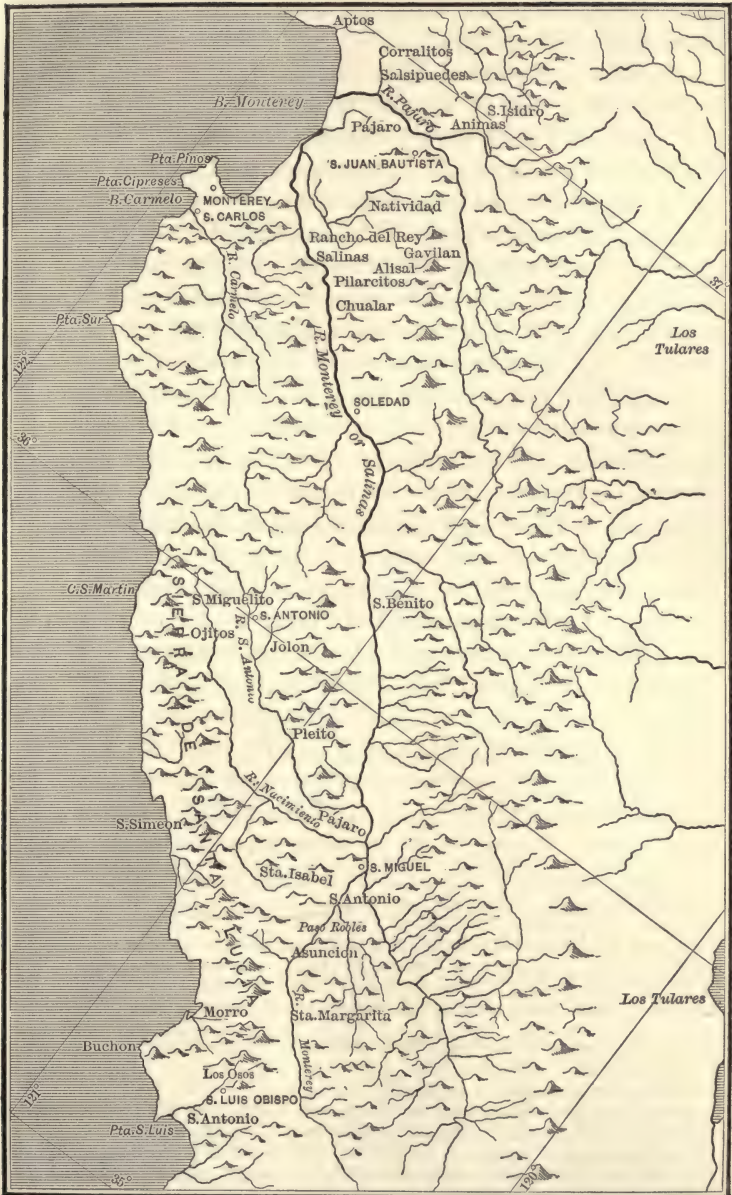 Aptos
Corralitos
Salsipuedes
B. Monterey
R. Pajaro
S. Isidro
Pajaro
Animas
S. JUAN BAUTISTA
Pta. Pinos
Pta. Cipreses
B. Carmelo
MONTEREY
S. CARLOS
Natividad
Rancho del Rey
Salinas
Gavilan
Alisal
Pilarcitos
Chualar
R. Carmelo
37°
Pta. Sur
Los
Tulares
122°
R. Monterey or Salinas
SOLEDAD
36°
C. S. Martin
S. Miguelito
S. ANTONIO
S. Benito
Ojitos
Jolon
R. S. Antonio
SIERRA DE SANTA LUCIA
Pleito
R. Nacimiento
Pajaro
S. Simeon
S. MIGUEL
Sta. Isabel
S. Antonio
Paso Robles
Asuncion
Los Tulares
Morro
Sta. Margarita
R. Monterey
Buchon
Los Osos
121°
S. LUIS OBISPO
S. Antonio
Pta. S. Luis
35°
120°